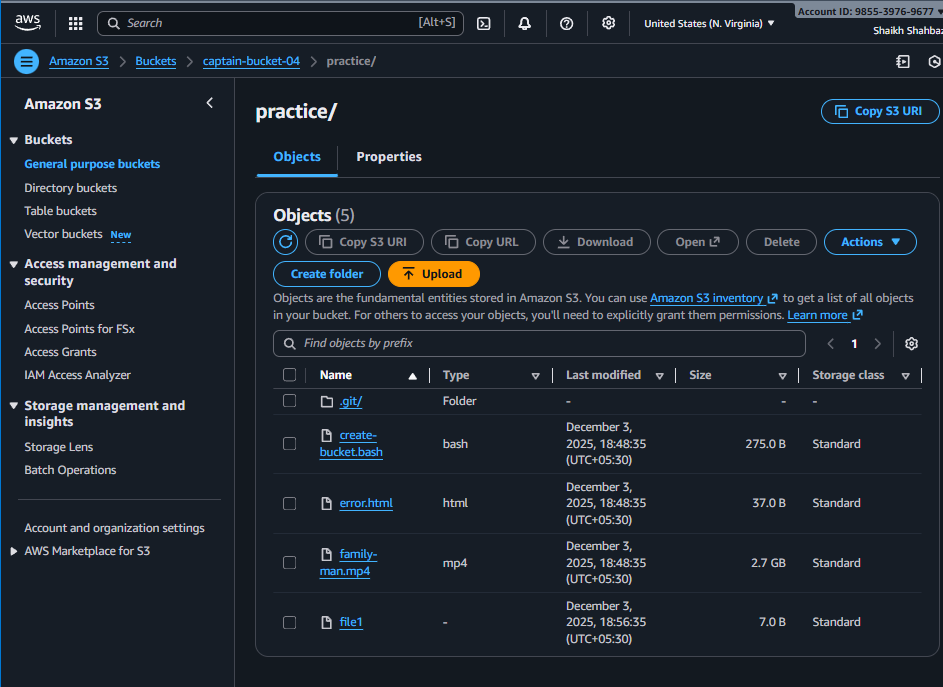 aws
Search [Alt+S]
United States (N. Virginia)
Account ID: 9855-3976-9677
Shaikh Shahbaz
Amazon S3 > Buckets > captain-bucket-04 > practice/
Amazon S3
Buckets
General purpose buckets
Directory buckets
Table buckets
Vector buckets New
Access management and
security
Access Points
Access Points for FSx
Access Grants
IAM Access Analyzer
Storage management and
insights
Storage Lens
Batch Operations
Account and organization settings
AWS Marketplace for S3
practice/
Copy S3 URI
Objects Properties
Objects (5)
Copy S3 URI Copy URL Download Open Delete Actions
Create folder Upload
Objects are the fundamental entities stored in Amazon S3. You can use Amazon S3 inventory to get a list of all objects
in your bucket. For others to access your objects, you'll need to explicitly grant them permissions. Learn more
Find objects by prefix
1
Name Type Last modified Size Storage class
.git/ Folder - - -
create-
bucket.bash
bash
December 3,
2025, 18:48:35
(UTC+05:30)
275.0 B
Standard
error.html
html
December 3,
2025, 18:48:35
(UTC+05:30)
37.0 B
Standard
family-
man.mp4
mp4
December 3,
2025, 18:48:35
(UTC+05:30)
2.7 GB
Standard
file1
-
December 3,
2025, 18:56:35
(UTC+05:30)
7.0 B
Standard